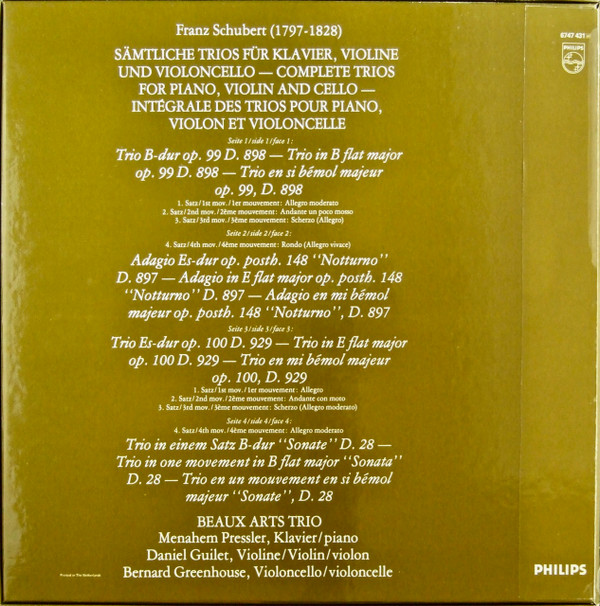 Franz Schubert (1797-1828)
SÄMTLICHE TRIOS FÜR KLAVIER, VIOLINE
UND VIOLONCELLO — COMPLETE TRIOS
FOR PIANO, VIOLIN AND CELLO —
INTÉGRALE DES TRIOS POUR PIANO,
VIOLON ET VIOLONCELLE
Seite 1/side 1/face 1:
Trio B-dur op. 99 D. 898 — Trio in B flat major
op. 99 D. 898 — Trio en si bémol majeur
op. 99, D. 898
1. Satz/1st mov./1er mouvement: Allegro moderato
2. Satz/2nd mov./2ème mouvement: Andante un poco mosso
3. Satz/3rd mov./3ème mouvement: Scherzo (Allegro)
Seite 2/side 2/face 2:
4. Satz/4th mov./4ème mouvement: Rondo (Allegro vivace)
Adagio Es-dur op. posth. 148 "Notturno"
D. 897 — Adagio in E flat major op. posth. 148
"Notturno" D. 897 — Adagio en mi bémol
majeur op. posth. 148 "Notturno", D. 897
Seite 3/side 3/face 3:
Trio Es-dur op. 100 D. 929 — Trio in E flat major
op. 100 D. 929 — Trio en mi bémol majeur
op. 100, D. 929
1. Satz/1st mov./1er mouvement: Allegro
2. Satz/2nd mov./2ème mouvement: Andante con moto
3. Satz/3rd mov./3ème mouvement: Scherzo (Allegro moderato)
Seite 4/side 4/face 4:
4. Satz/4th mov./4ème mouvement: Allegro moderato
Trio in einem Satz B-dur "Sonate" D. 28 —
Trio in one movement in B flat major "Sonata"
D. 28 — Trio en un mouvement en si bémol
majeur "Sonate", D. 28
BEAUX ARTS TRIO
Menahem Pressler, Klavier/piano
Daniel Guilet, Violine/Violin/violon
Bernard Greenhouse, Violoncello/violoncelle
Printed in The Netherlands
6747 431
PHILIPS
PHILIPS